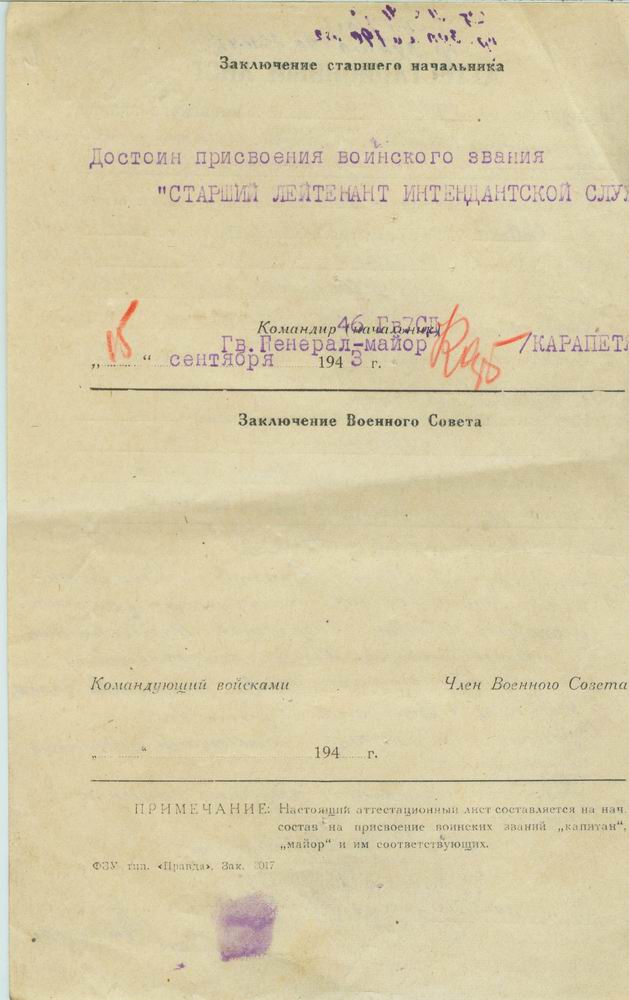 Заключение старшего начальника
Достоин присвоения воинского звания
"СТАРШИЙ ЛЕЙТЕНАНТ ИНТЕНДАНТСКОЙ СЛУЖ
Командир (начальник)
46 Гв.СД
Гв.Генерал-майор /КАРАПЕТЯ
„15“ сентября 1943 г.
Заключение Военного Совета
Командующий войсками Член Военного Совета
„ “ 194 г.
ПРИМЕЧАНИЕ: Настоящий аттестационный лист составляется на нач.
состав на присвоение воинских званий „капитан“,
„майор“ и им соответствующих.
ФЗУ тип. «Правда». Зак.